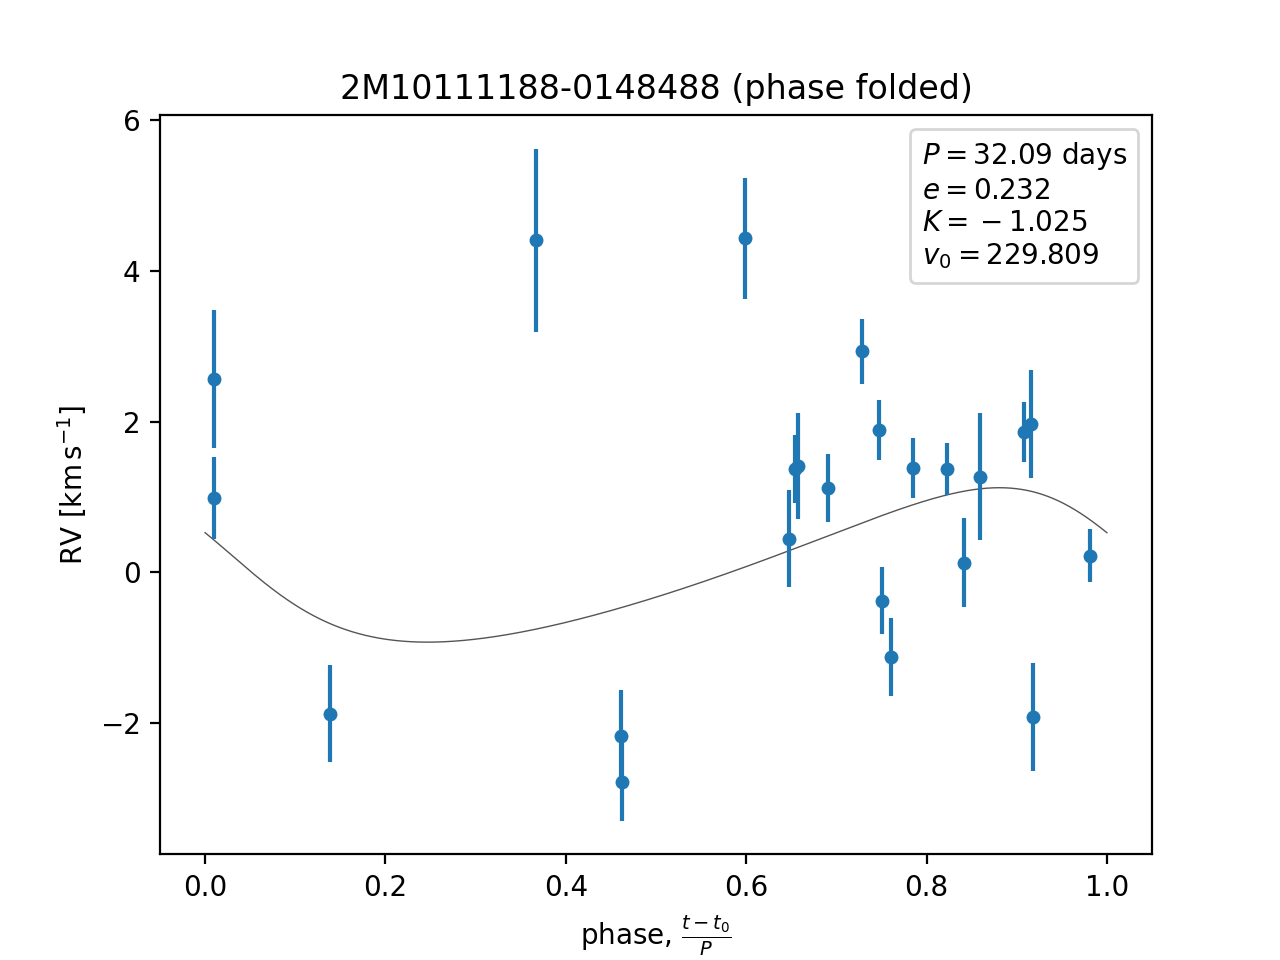 2M10111188-0148488 (phase folded)
P = 32.09 days
e = 0.232
K = −1.025
v₀ = 229.809
6
4
2
0
−2
RV [km s⁻¹]
0.0 0.2 0.4 0.6 0.8 1.0
phase, (t − t₀)/P